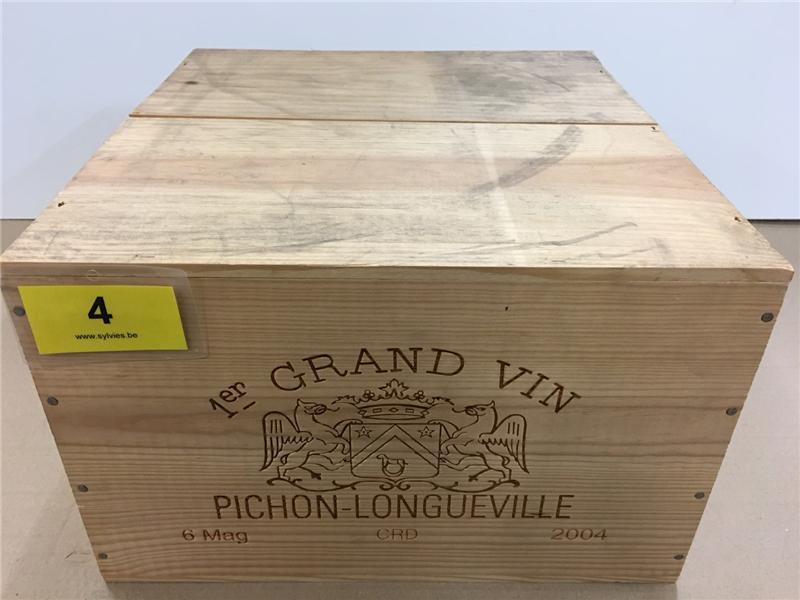 4
www.sylvies.be
1er GRAND VIN
PICHON-LONGUEVILLE
6 Mag CRD 2004